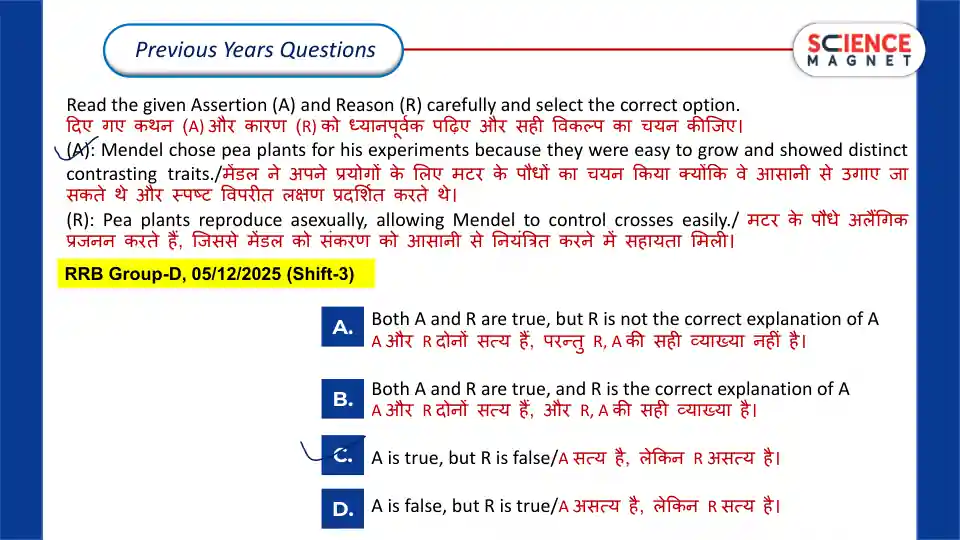 Previous Years Questions
SCIENCE
MAGNET
Read the given Assertion (A) and Reason (R) carefully and select the correct option.
दिए गए कथन (A) और कारण (R) को ध्यानपूर्वक पढ़िए और सही विकल्प का चयन कीजिए।
(A): Mendel chose pea plants for his experiments because they were easy to grow and showed distinct
contrasting traits./मेंडल ने अपने प्रयोगों के लिए मटर के पौधों का चयन किया क्योंकि वे आसानी से उगाए जा
सकते थे और स्पष्ट विपरीत लक्षण प्रदर्शित करते थे।
(R): Pea plants reproduce asexually, allowing Mendel to control crosses easily./ मटर के पौधे अलैंगिक
प्रजनन करते हैं, जिससे मेंडल को संकरण को आसानी से नियंत्रित करने में सहायता मिली।
RRB Group-D, 05/12/2025 (Shift-3)
A. Both A and R are true, but R is not the correct explanation of A
A और R दोनों सत्य हैं, परन्तु R, A की सही व्याख्या नहीं है।
B. Both A and R are true, and R is the correct explanation of A
A और R दोनों सत्य हैं, और R, A की सही व्याख्या है।
C. A is true, but R is false/A सत्य है, लेकिन R असत्य है।
D. A is false, but R is true/A असत्य है, लेकिन R सत्य है।